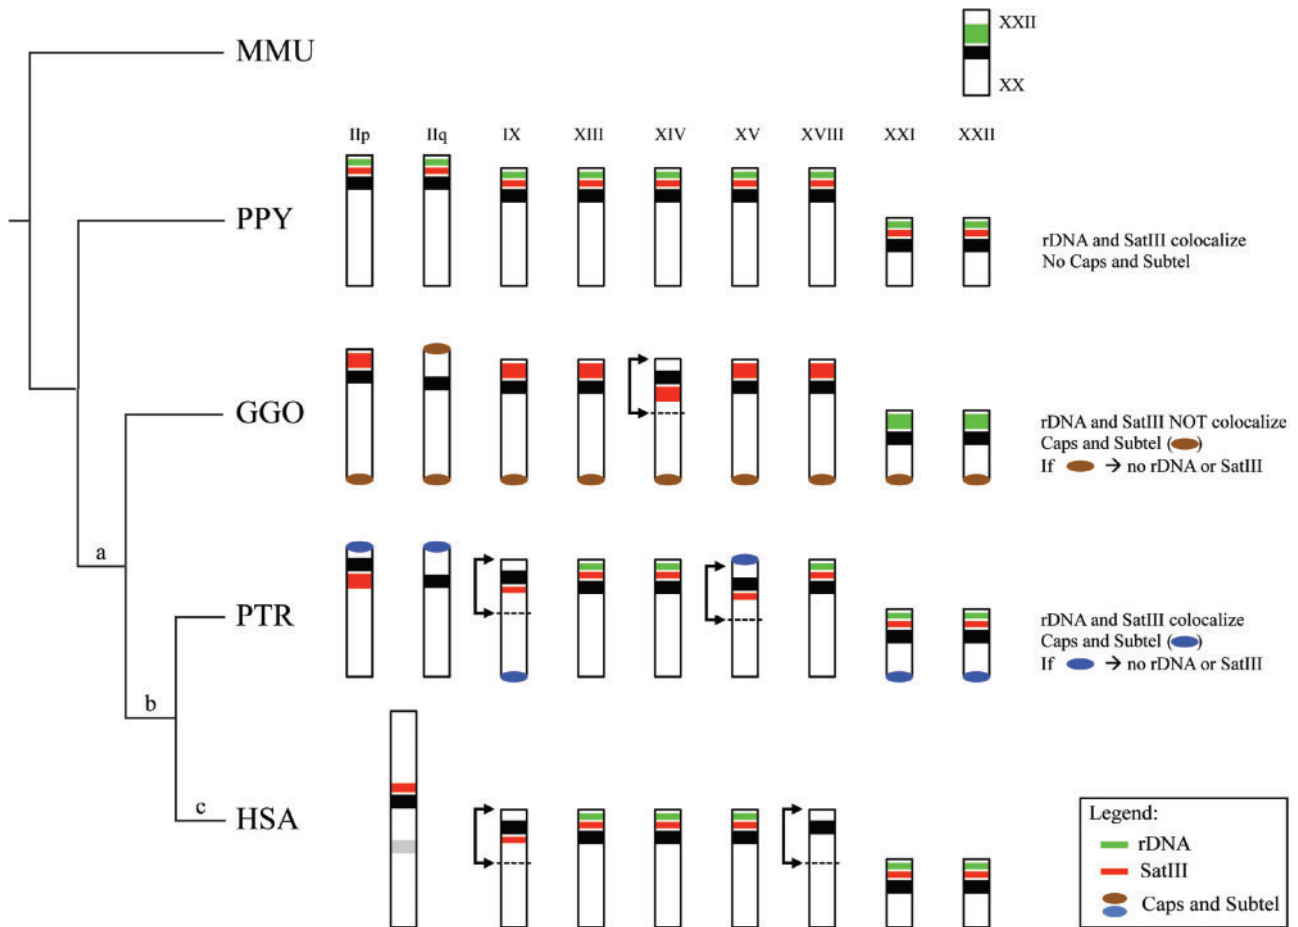 XXII
MMU
XX
IIp IIq IX XIII XIV XV XVIII XXI XXII
PPY
rDNA and SatIII colocalize
No Caps and Subtel
GGO
rDNA and SatIII NOT colocalize
Caps and Subtel ( )
If → no rDNA or SatIII
a
PTR
rDNA and SatIII colocalize
Caps and Subtel ( )
If → no rDNA or SatIII
b
c HSA
Legend:
rDNA
SatIII
Caps and Subtel